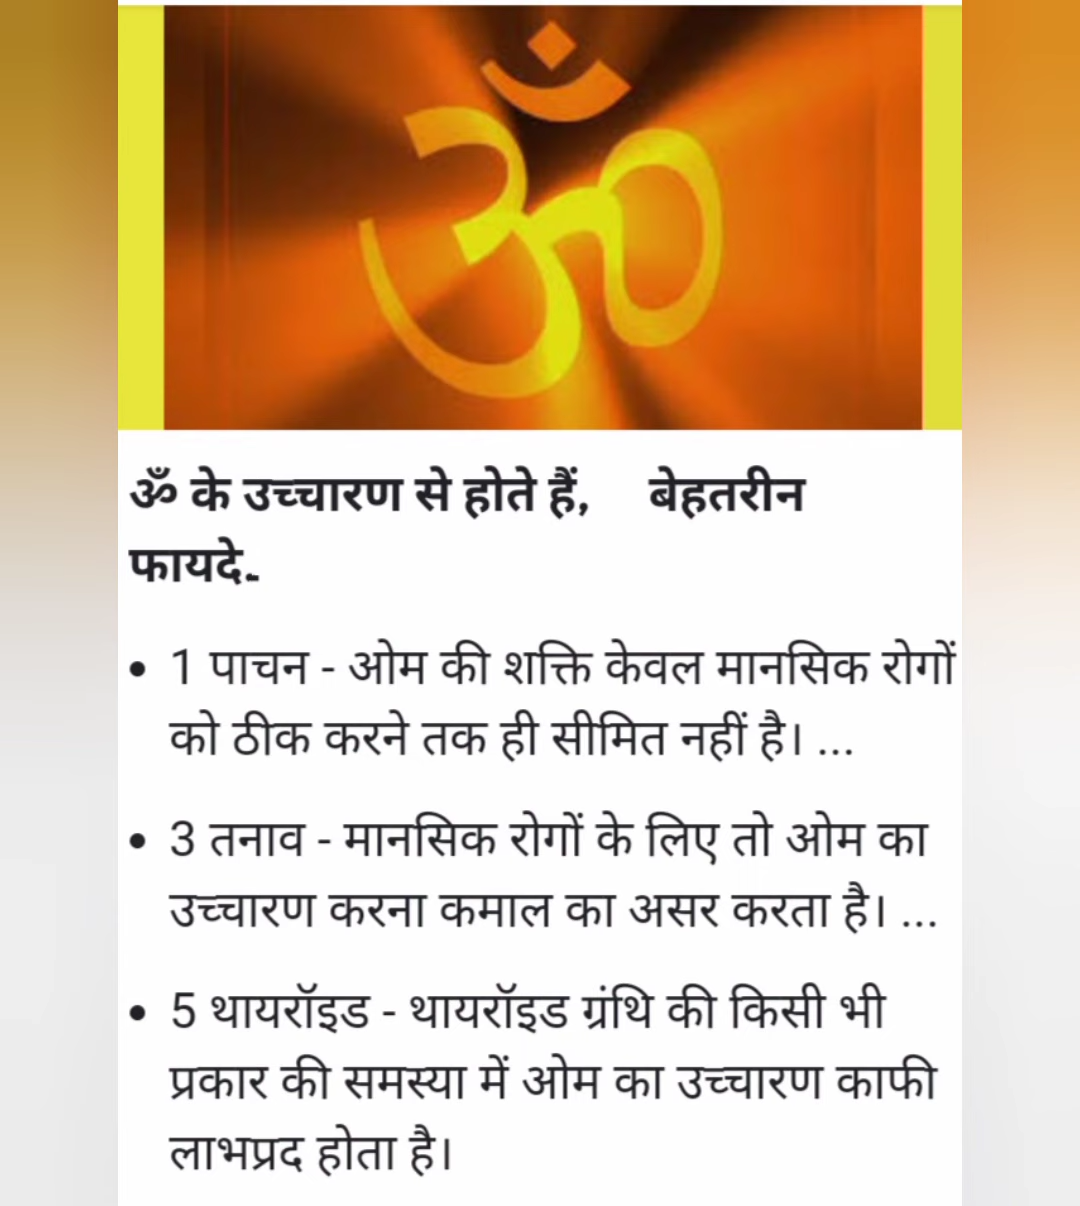 ॐ
ॐ के उच्चारण से होते हैं, बेहतरीन
फायदे..
• 1 पाचन - ओम की शक्ति केवल मानसिक रोगों
को ठीक करने तक ही सीमित नहीं है। ...
• 3 तनाव - मानसिक रोगों के लिए तो ओम का
उच्चारण करना कमाल का असर करता है। ...
• 5 थायरॉइड - थायरॉइड ग्रंथि की किसी भी
प्रकार की समस्या में ओम का उच्चारण काफी
लाभप्रद होता है।